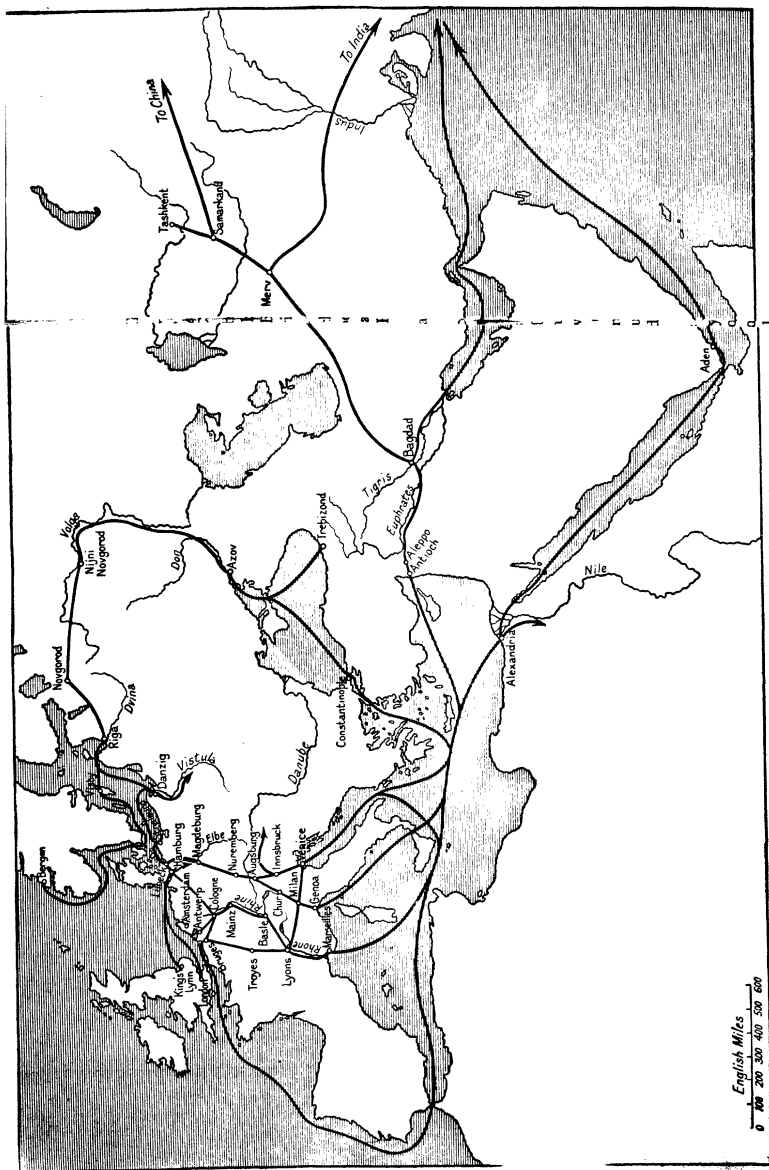 To China
To India
Tashkent
Samarkand
Merv
Indus
Aden
Bagdad
Tigris
Euphrates
Aleppo
Antioch
Trebizond
Volga
Nijni
Novgorod
Don
Azov
Novgorod
Dvina
Riga
Constantinople
Danube
Alexandria
Nile
Danzig
Vistula
Bergen
Hamburg
Magdeburg
Elbe
Nuremberg
Augsburg
Innsbruck
Amsterdam
Antwerp
Cologne
Mainz
Rhine
Basle
Chur
Milan
Genoa
Kings
Lynn
London
Troyes
Lyons
Rhone
Marseilles
English Miles
0 100 200 300 400 500 600